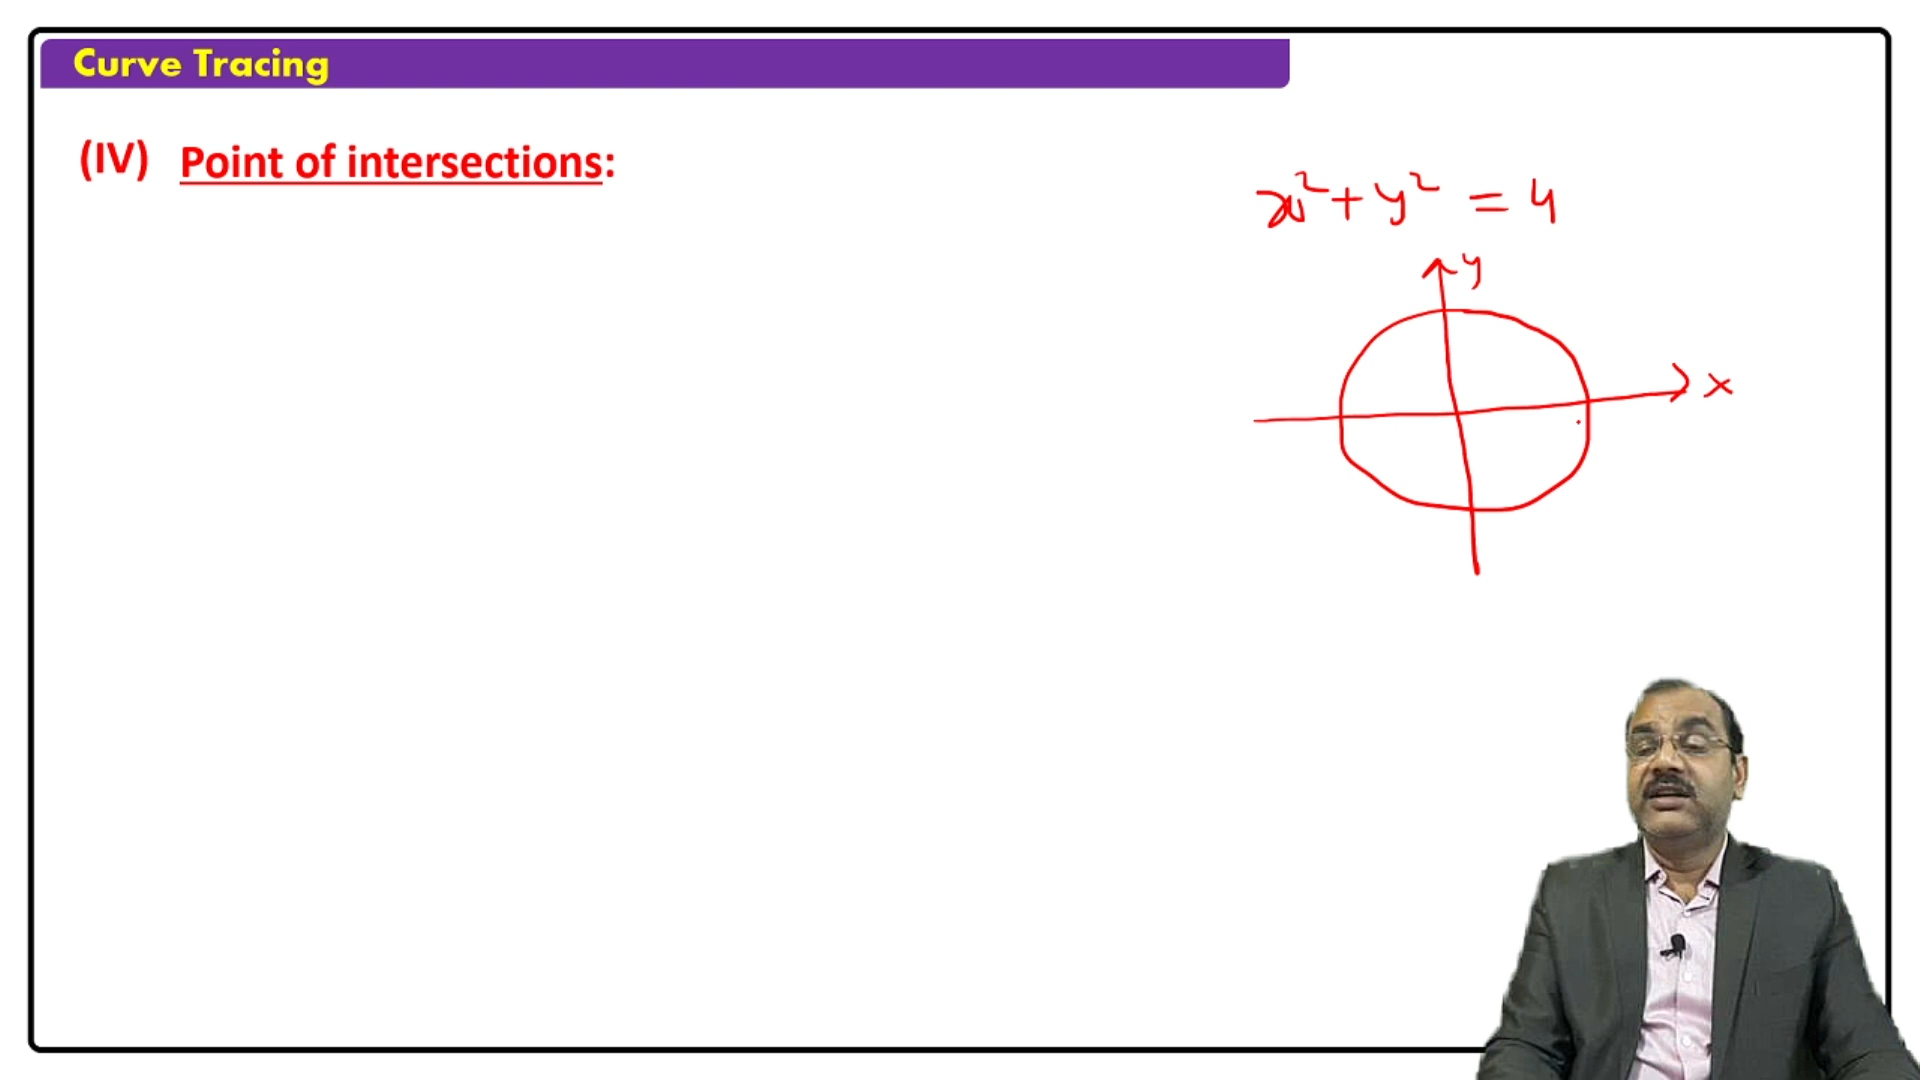 Curve Tracing
(IV) Point of intersections:
x² + y² = 4
y
x